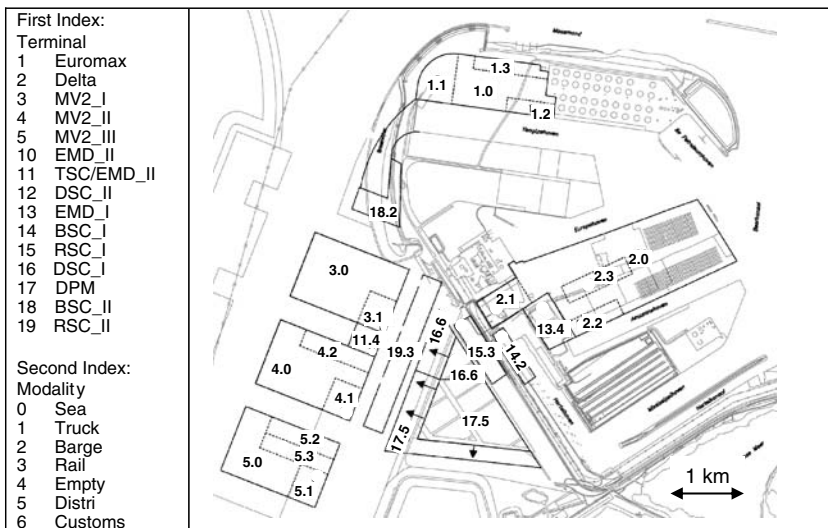 First Index:
Terminal
1 Euromax
2 Delta
3 MV2_I
4 MV2_II
5 MV2_III
10 EMD_II
11 TSC/EMD_II
12 DSC_II
13 EMD_I
14 BSC_I
15 RSC_I
16 DSC_I
17 DPM
18 BSC_II
19 RSC_II
Second Index:
Modality
0 Sea
1 Truck
2 Barge
3 Rail
4 Empty
5 Distri
6 Customs
1.3
1.1
1.0
1.2
Yangtzehaven
18.2
Europahaven
2.0
3.0
2.3
2.1
3.1
13.4
2.2
11.4
16.6
4.2
19.3
15.3
14.2
4.0
16.6
4.1
17.5
5.2
17.5
5.3
5.0
5.1
1 km